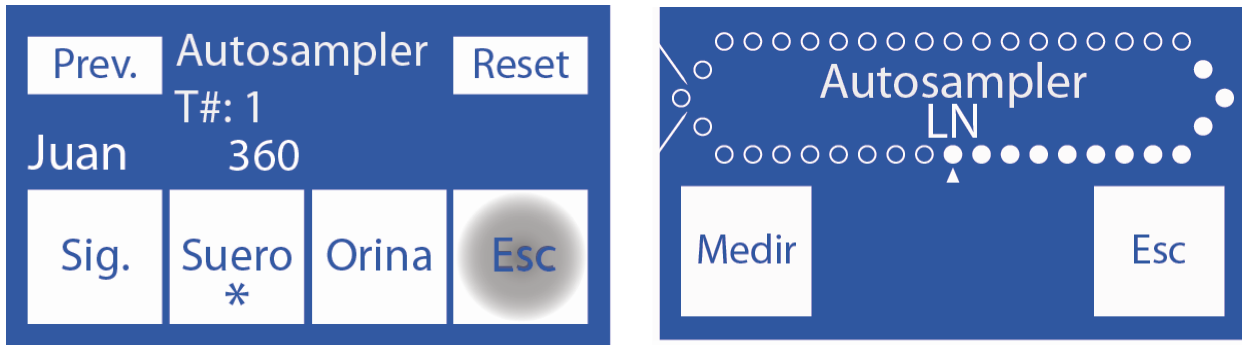 Prev. Autosampler Reset
T#: 1
Juan 360
Sig. Suero Orina Esc
*
Autosampler
LN
Medir Esc